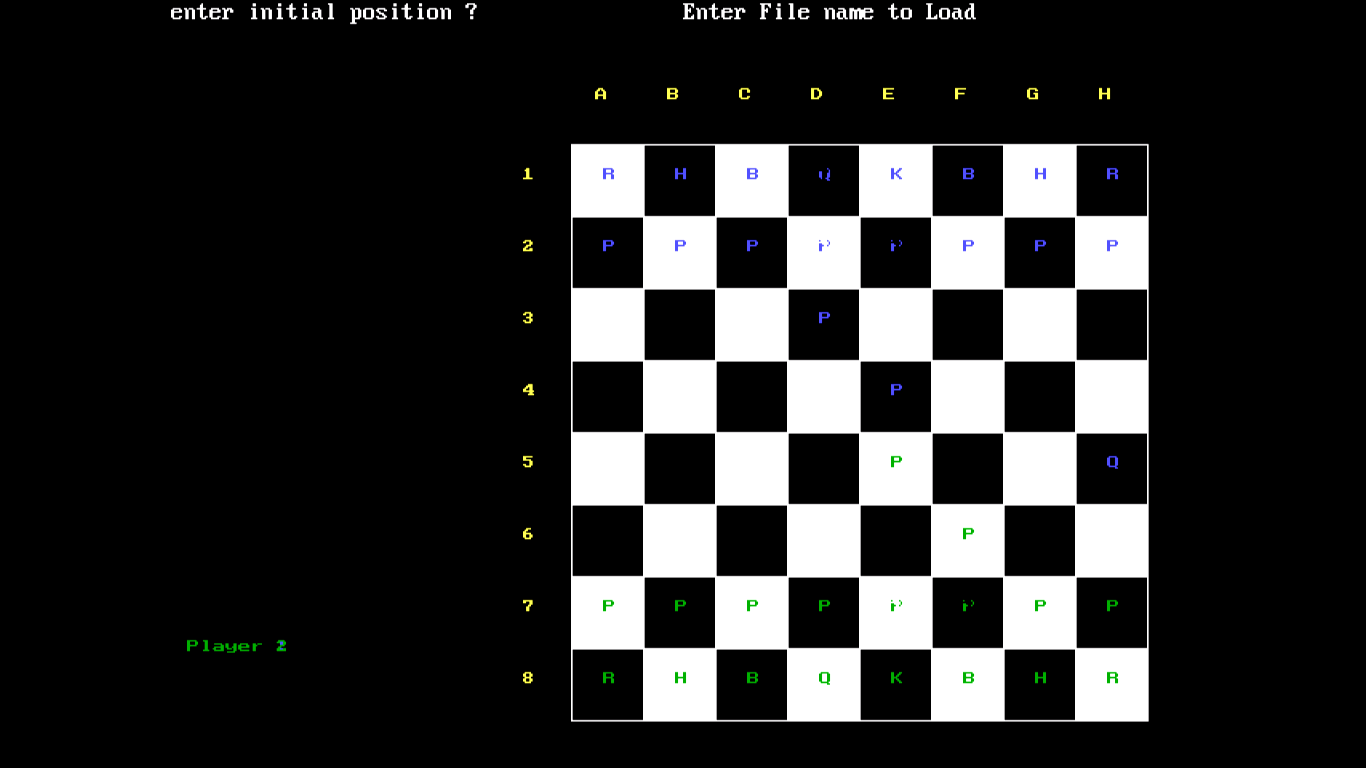 enter initial position ? Enter File name to Load
A B C D E F G H
1 R H B Q K B H R
2 P P P P P P P P
3 P
4 P
5 P Q
6 P
7 P P P P P P P P
Player 2
8 R H B Q K B H R